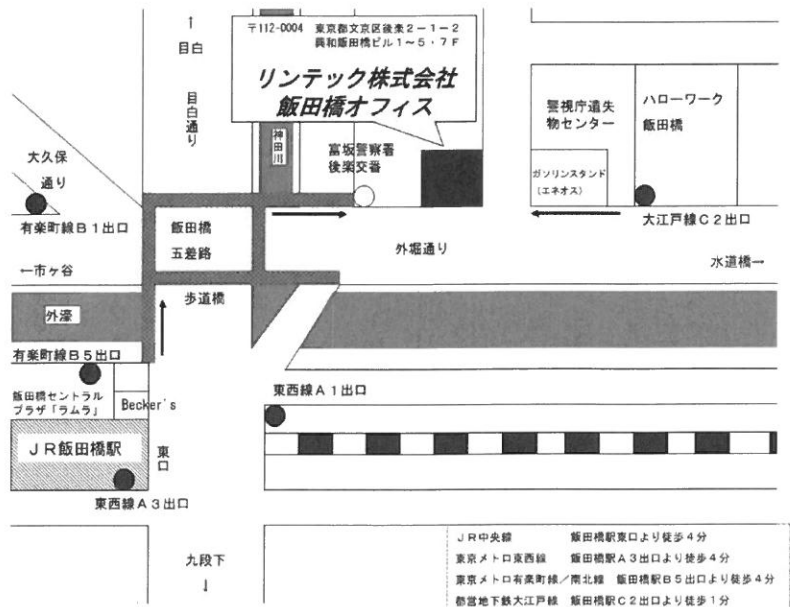 ↑
目白
目白通り
〒112-0004 東京都文京区後楽2-1-2
興和飯田橋ビル1~5・7F
リンテック株式会社
飯田橋オフィス
神田川
富坂警察署
後楽交番
警視庁遺失
物センター
ハローワーク
飯田橋
ガソリンスタンド
(エネオス)
大久保
通り
有楽町線B1出口
飯田橋
五差路
大江戸線C2出口
外堀通り
←市ヶ谷
水道橋→
歩道橋
外濠
有楽町線B5出口
飯田橋セントラル
プラザ「ラムラ」
Becker's
東西線A1出口
JR飯田橋駅
東口
東西線A3出口
九段下
↓
JR中央線 飯田橋駅東口より徒歩4分
東京メトロ東西線 飯田橋駅A3出口より徒歩4分
東京メトロ有楽町線/南北線 飯田橋駅B5出口より徒歩4分
都営地下鉄大江戸線 飯田橋駅C2出口より徒歩1分